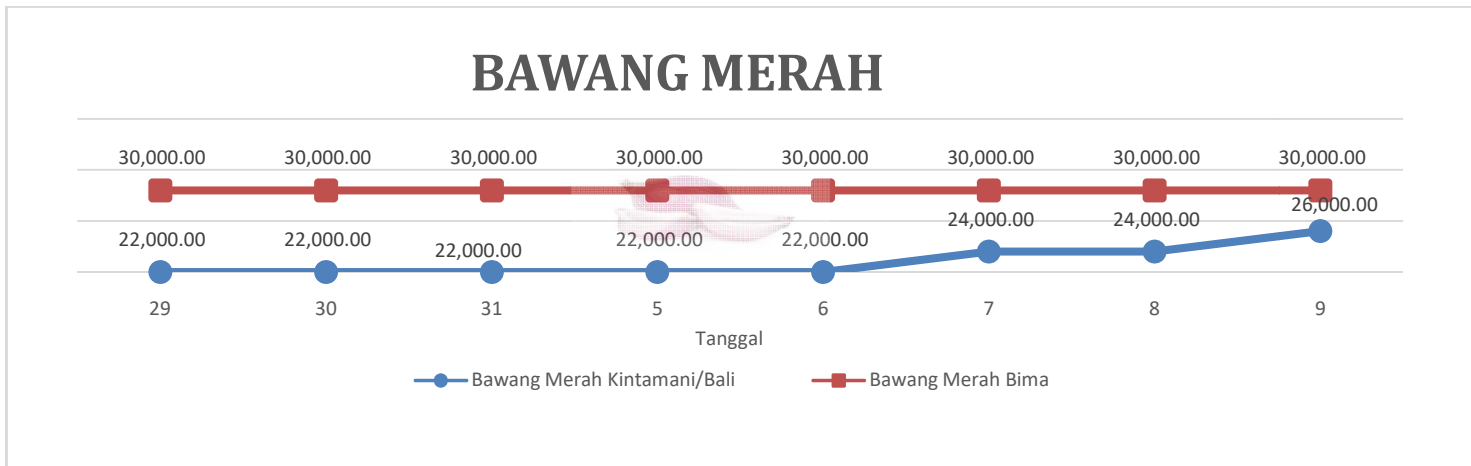 BAWANG MERAH
30,000.00 30,000.00 30,000.00 30,000.00 30,000.00 30,000.00 30,000.00 30,000.00
22,000.00 22,000.00 22,000.00 22,000.00 22,000.00 24,000.00 24,000.00 26,000.00
29 30 31 5 6 7 8 9
Tanggal
Bawang Merah Kintamani/Bali Bawang Merah Bima